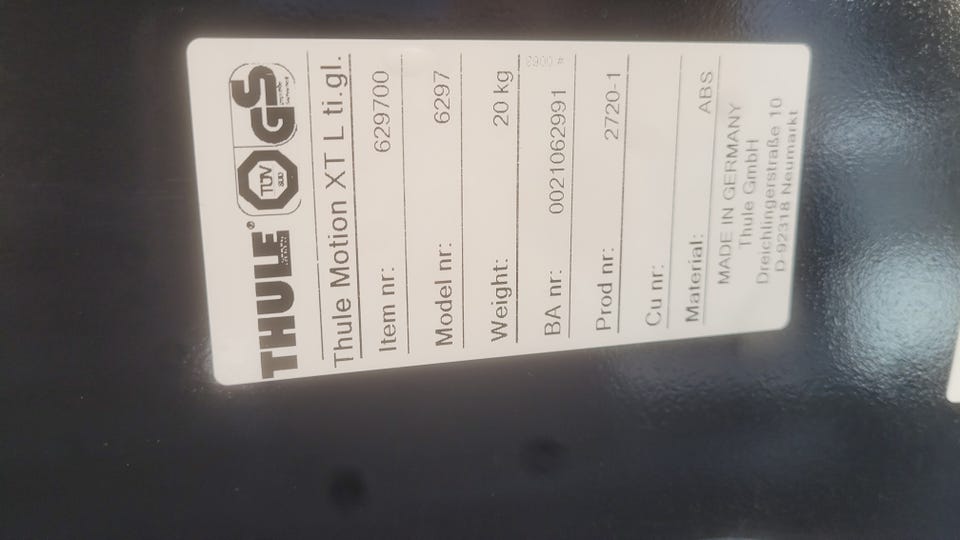 THULE®
TÜV
SÜD
GS
Thule Motion XT L ti.gl.
Item nr: 629700
Model nr: 6297
Weight: 20 kg
# 0063
BA nr: 0021062991
Prod nr: 2720-1
Cu nr:
Material: ABS
MADE IN GERMANY
Thule GmbH
Dreichlingerstraße 10
D-92318 Neumarkt